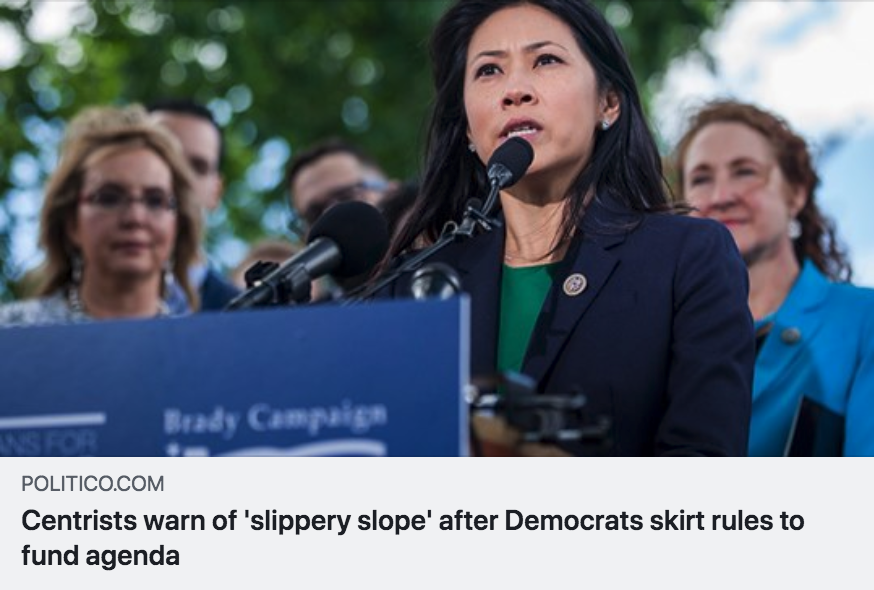 ANS FOR
Brady Campaign
POLITICO.COM
Centrists warn of 'slippery slope' after Democrats skirt rules to
fund agenda